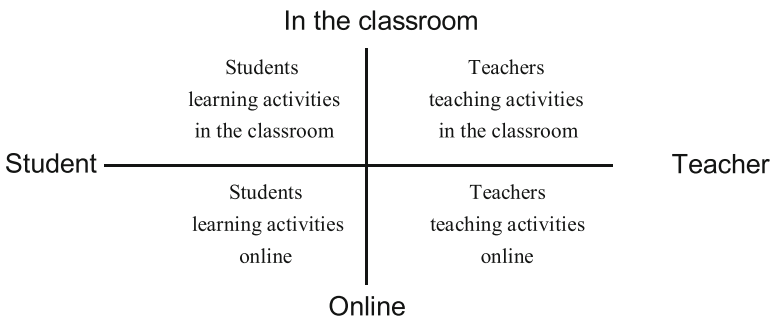 In the classroom
Students
learning activities
in the classroom
Teachers
teaching activities
in the classroom
Student
Teacher
Students
learning activities
online
Teachers
teaching activities
online
Online